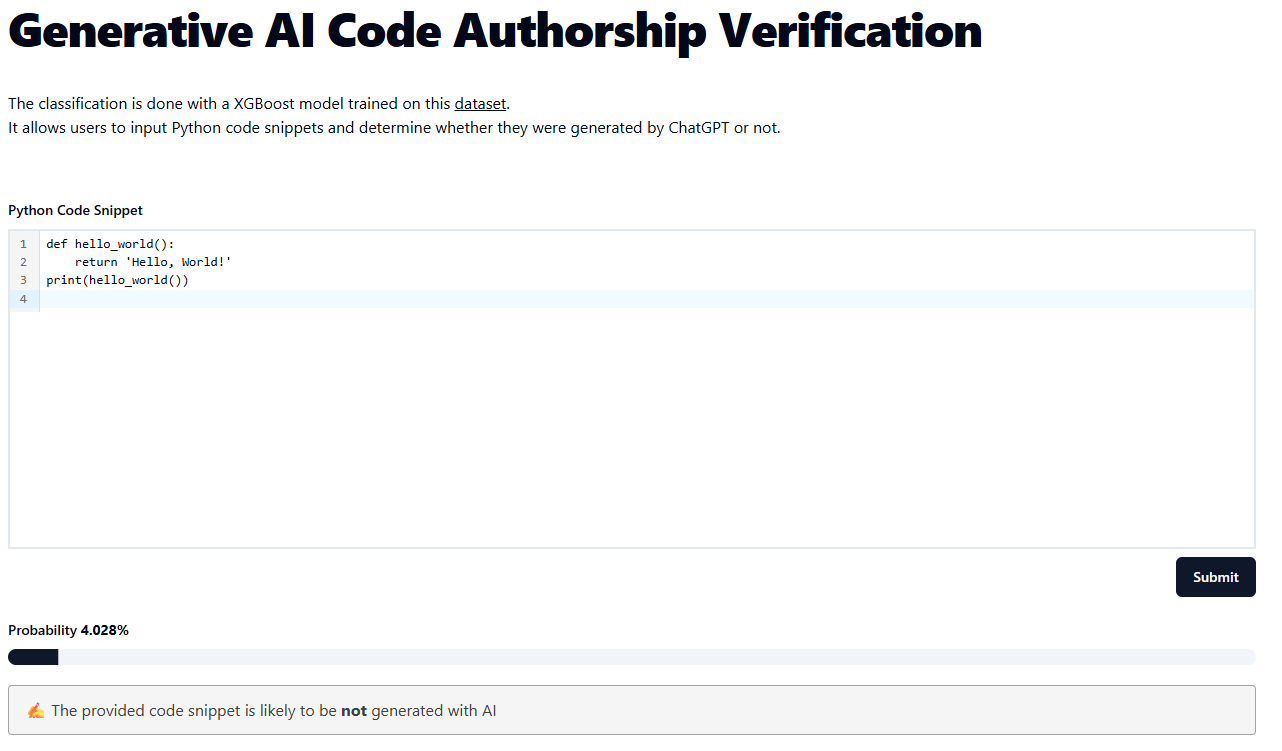 Generative AI Code Authorship Verification
The classification is done with a XGBoost model trained on this dataset.
It allows users to input Python code snippets and determine whether they were generated by ChatGPT or not.
Python Code Snippet
1 def hello_world():
2     return 'Hello, World!'
3 print(hello_world())
4
Submit
Probability 4.028%
✍️ The provided code snippet is likely to be not generated with AI